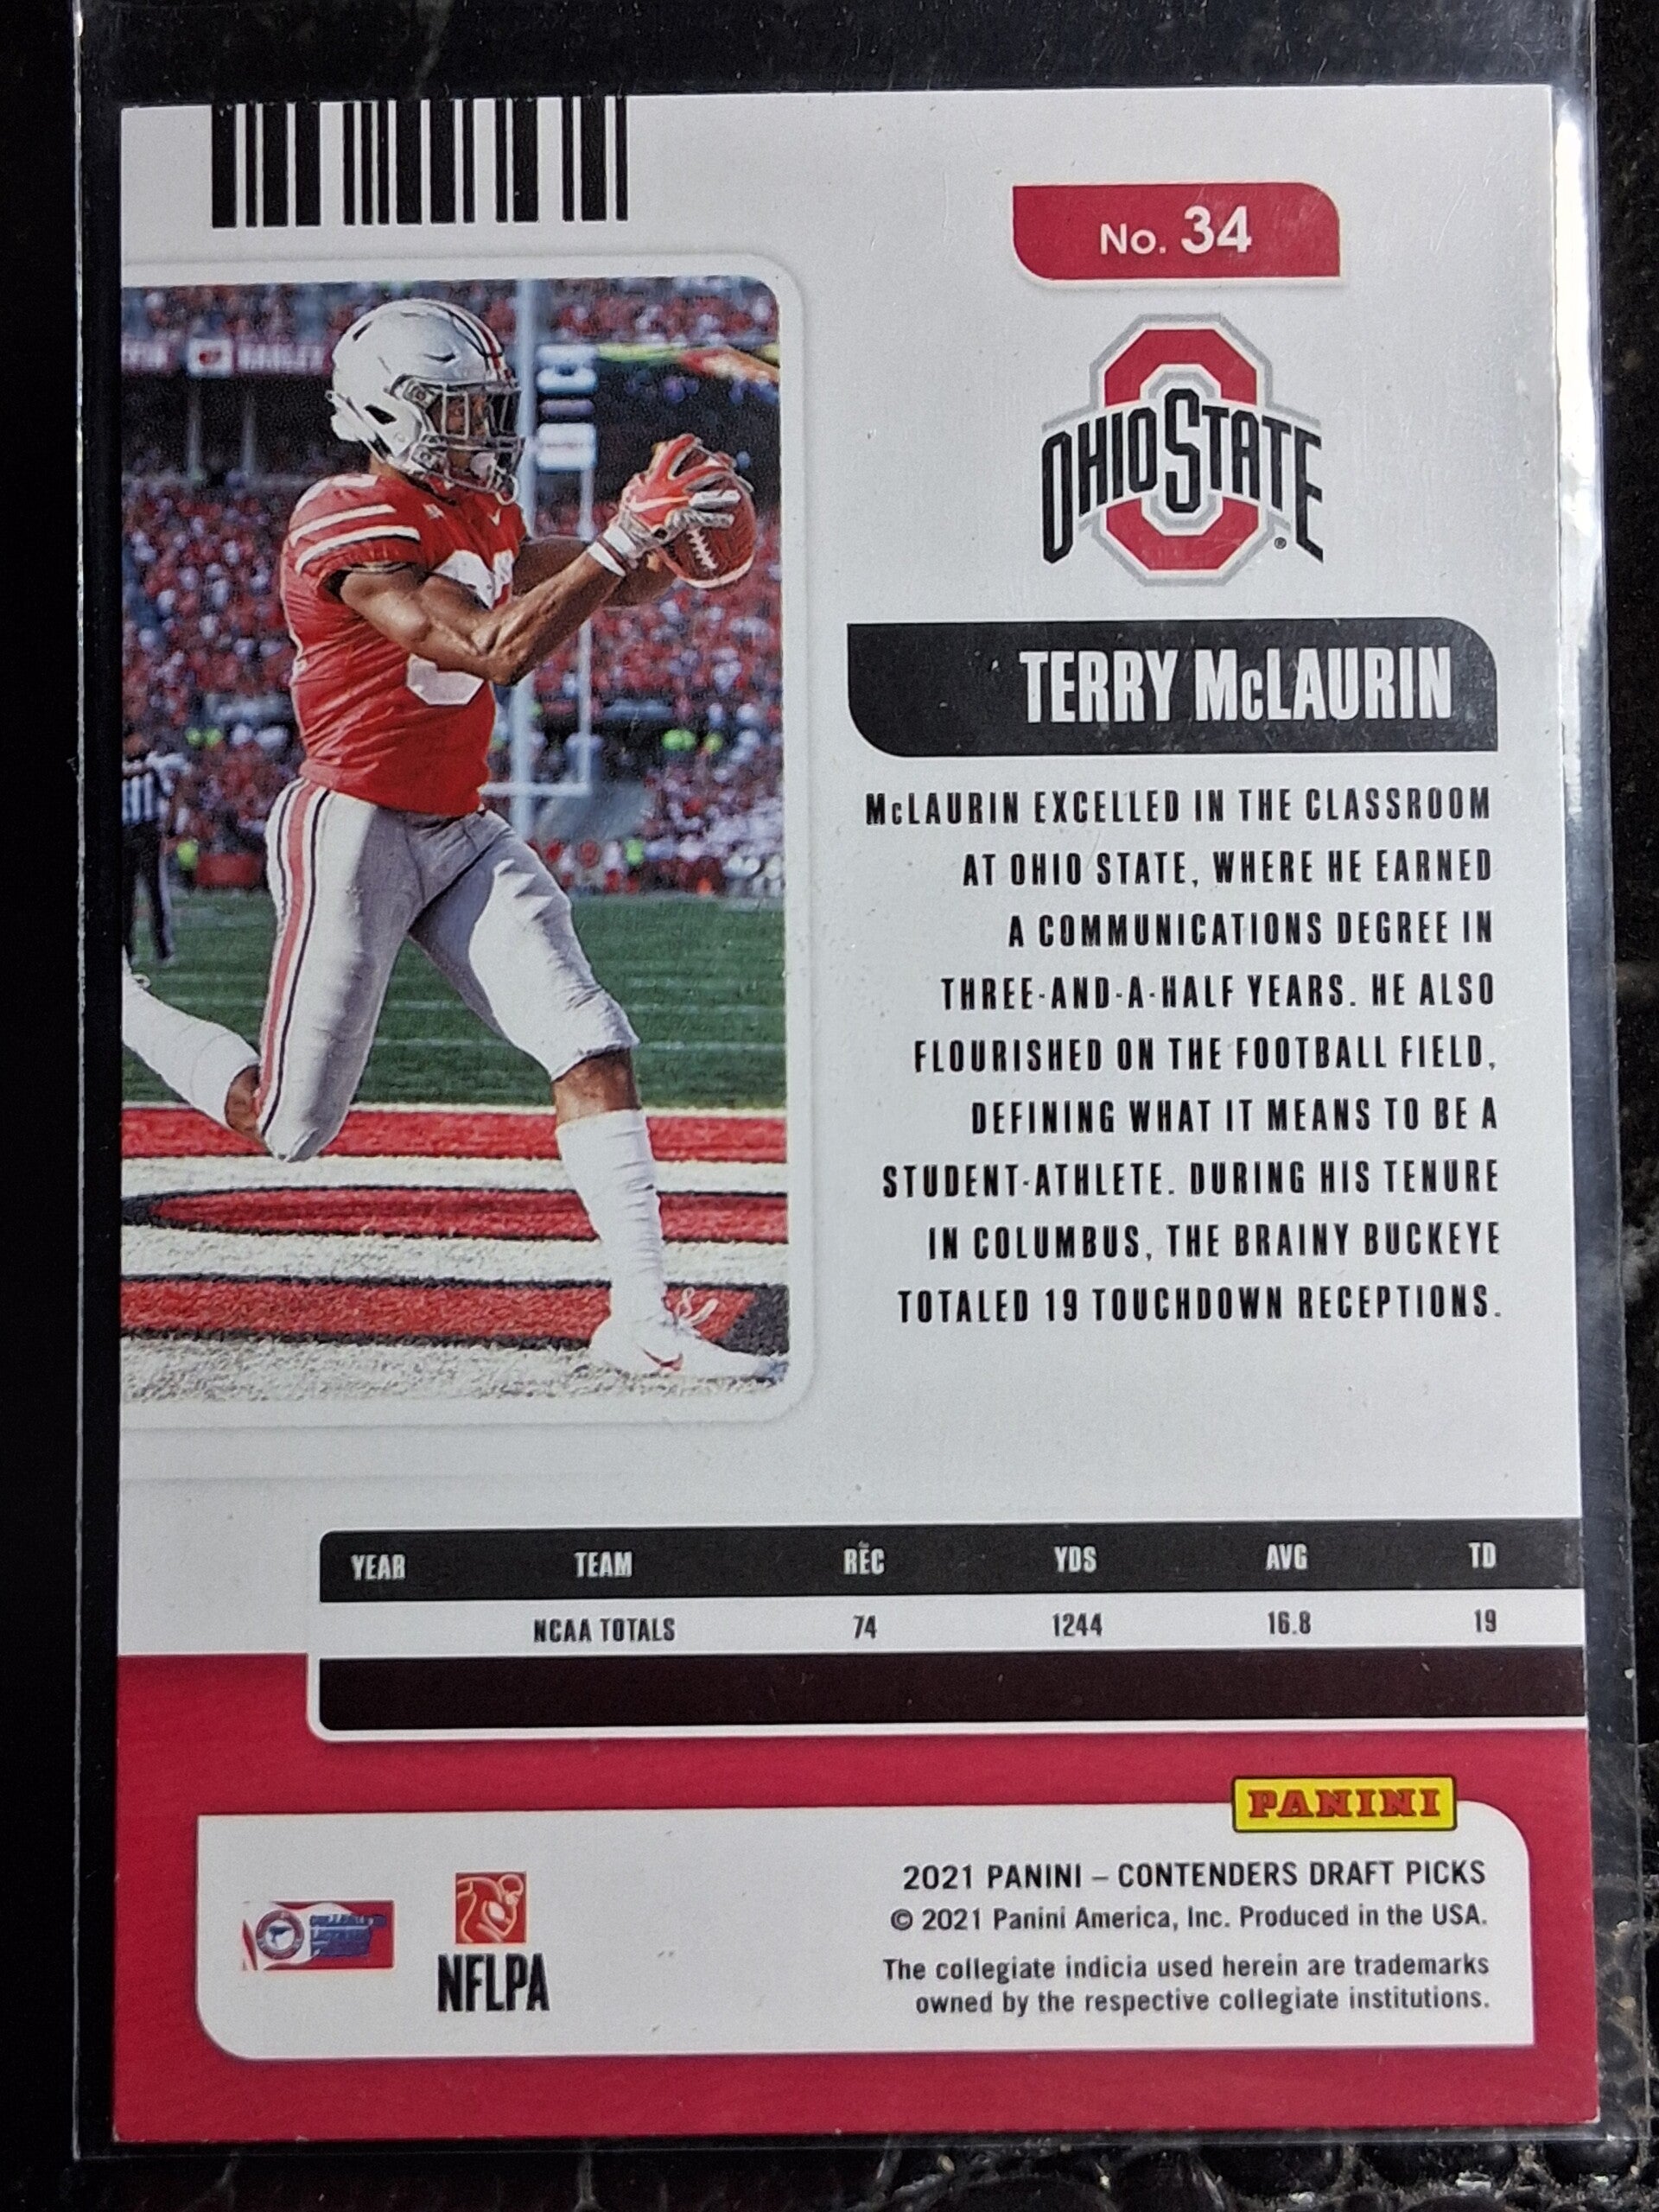 No. 34
OHIO STATE
®
TERRY McLAURIN
McLAURIN EXCELLED IN THE CLASSROOM
AT OHIO STATE, WHERE HE EARNED
A COMMUNICATIONS DEGREE IN
THREE-AND-A-HALF YEARS. HE ALSO
FLOURISHED ON THE FOOTBALL FIELD,
DEFINING WHAT IT MEANS TO BE A
STUDENT-ATHLETE. DURING HIS TENURE
IN COLUMBUS, THE BRAINY BUCKEYE
TOTALED 19 TOUCHDOWN RECEPTIONS.
YEAR TEAM REC YDS AVG TD
NCAA TOTALS 74 1244 16.8 19
PANINI
2021 PANINI – CONTENDERS DRAFT PICKS
© 2021 Panini America, Inc. Produced in the USA.
The collegiate indicia used herein are trademarks
owned by the respective collegiate institutions.
NFLPA